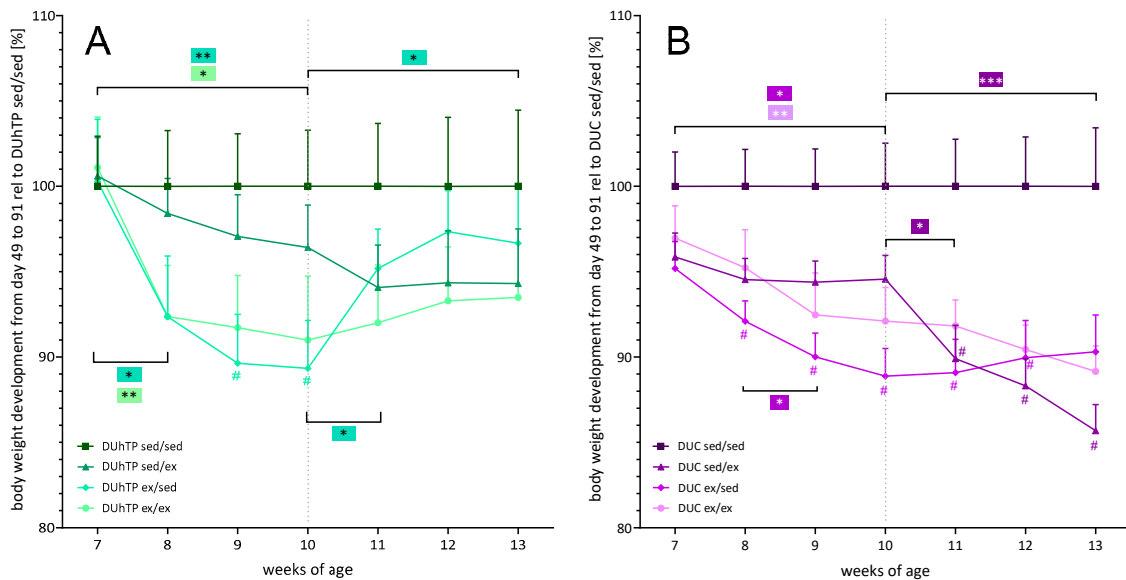 A
body weight development from day 49 to 91 rel to DUhTP sed/sed [%]
110
100
90
80
**
*
*
#
#
*
**
*
DUhTP sed/sed
DUhTP sed/ex
DUhTP ex/sed
DUhTP ex/ex
7 8 9 10 11 12 13
weeks of age
B
body weight development from day 49 to 91 rel to DUC sed/sed [%]
110
100
90
80
***
*
**
*
#
#
#
#
#
#
#
#
*
DUC sed/sed
DUC sed/ex
DUC ex/sed
DUC ex/ex
7 8 9 10 11 12 13
weeks of age